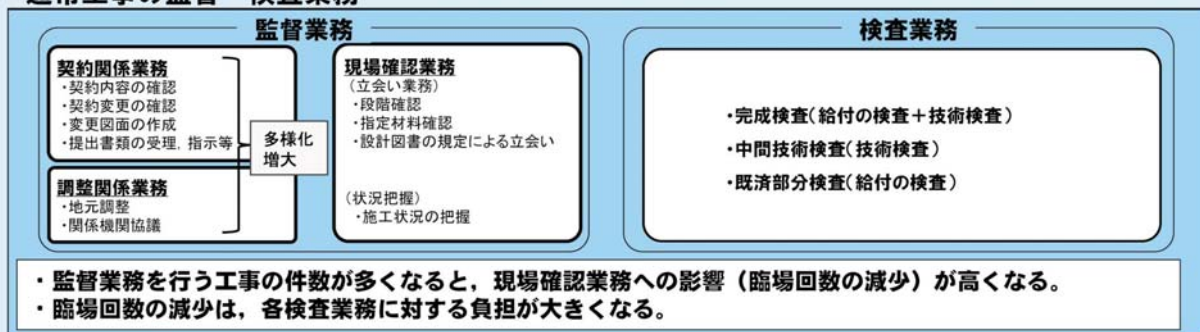 通常工事の監督・検査業務
監督業務
契約関係業務
・契約内容の確認
・契約変更の確認
・変更図面の作成
・提出書類の受理，指示等
調整関係業務
・地元調整
・関係機関協議
多様化
増大
現場確認業務
(立会い業務)
・段階確認
・指定材料確認
・設計図書の規定による立会い
(状況把握)
・施工状況の把握
検査業務
・完成検査(給付の検査＋技術検査)
・中間技術検査(技術検査)
・既済部分検査(給付の検査)
・監督業務を行う工事の件数が多くなると，現場確認業務への影響（臨場回数の減少）が高くなる。
・臨場回数の減少は，各検査業務に対する負担が大きくなる。